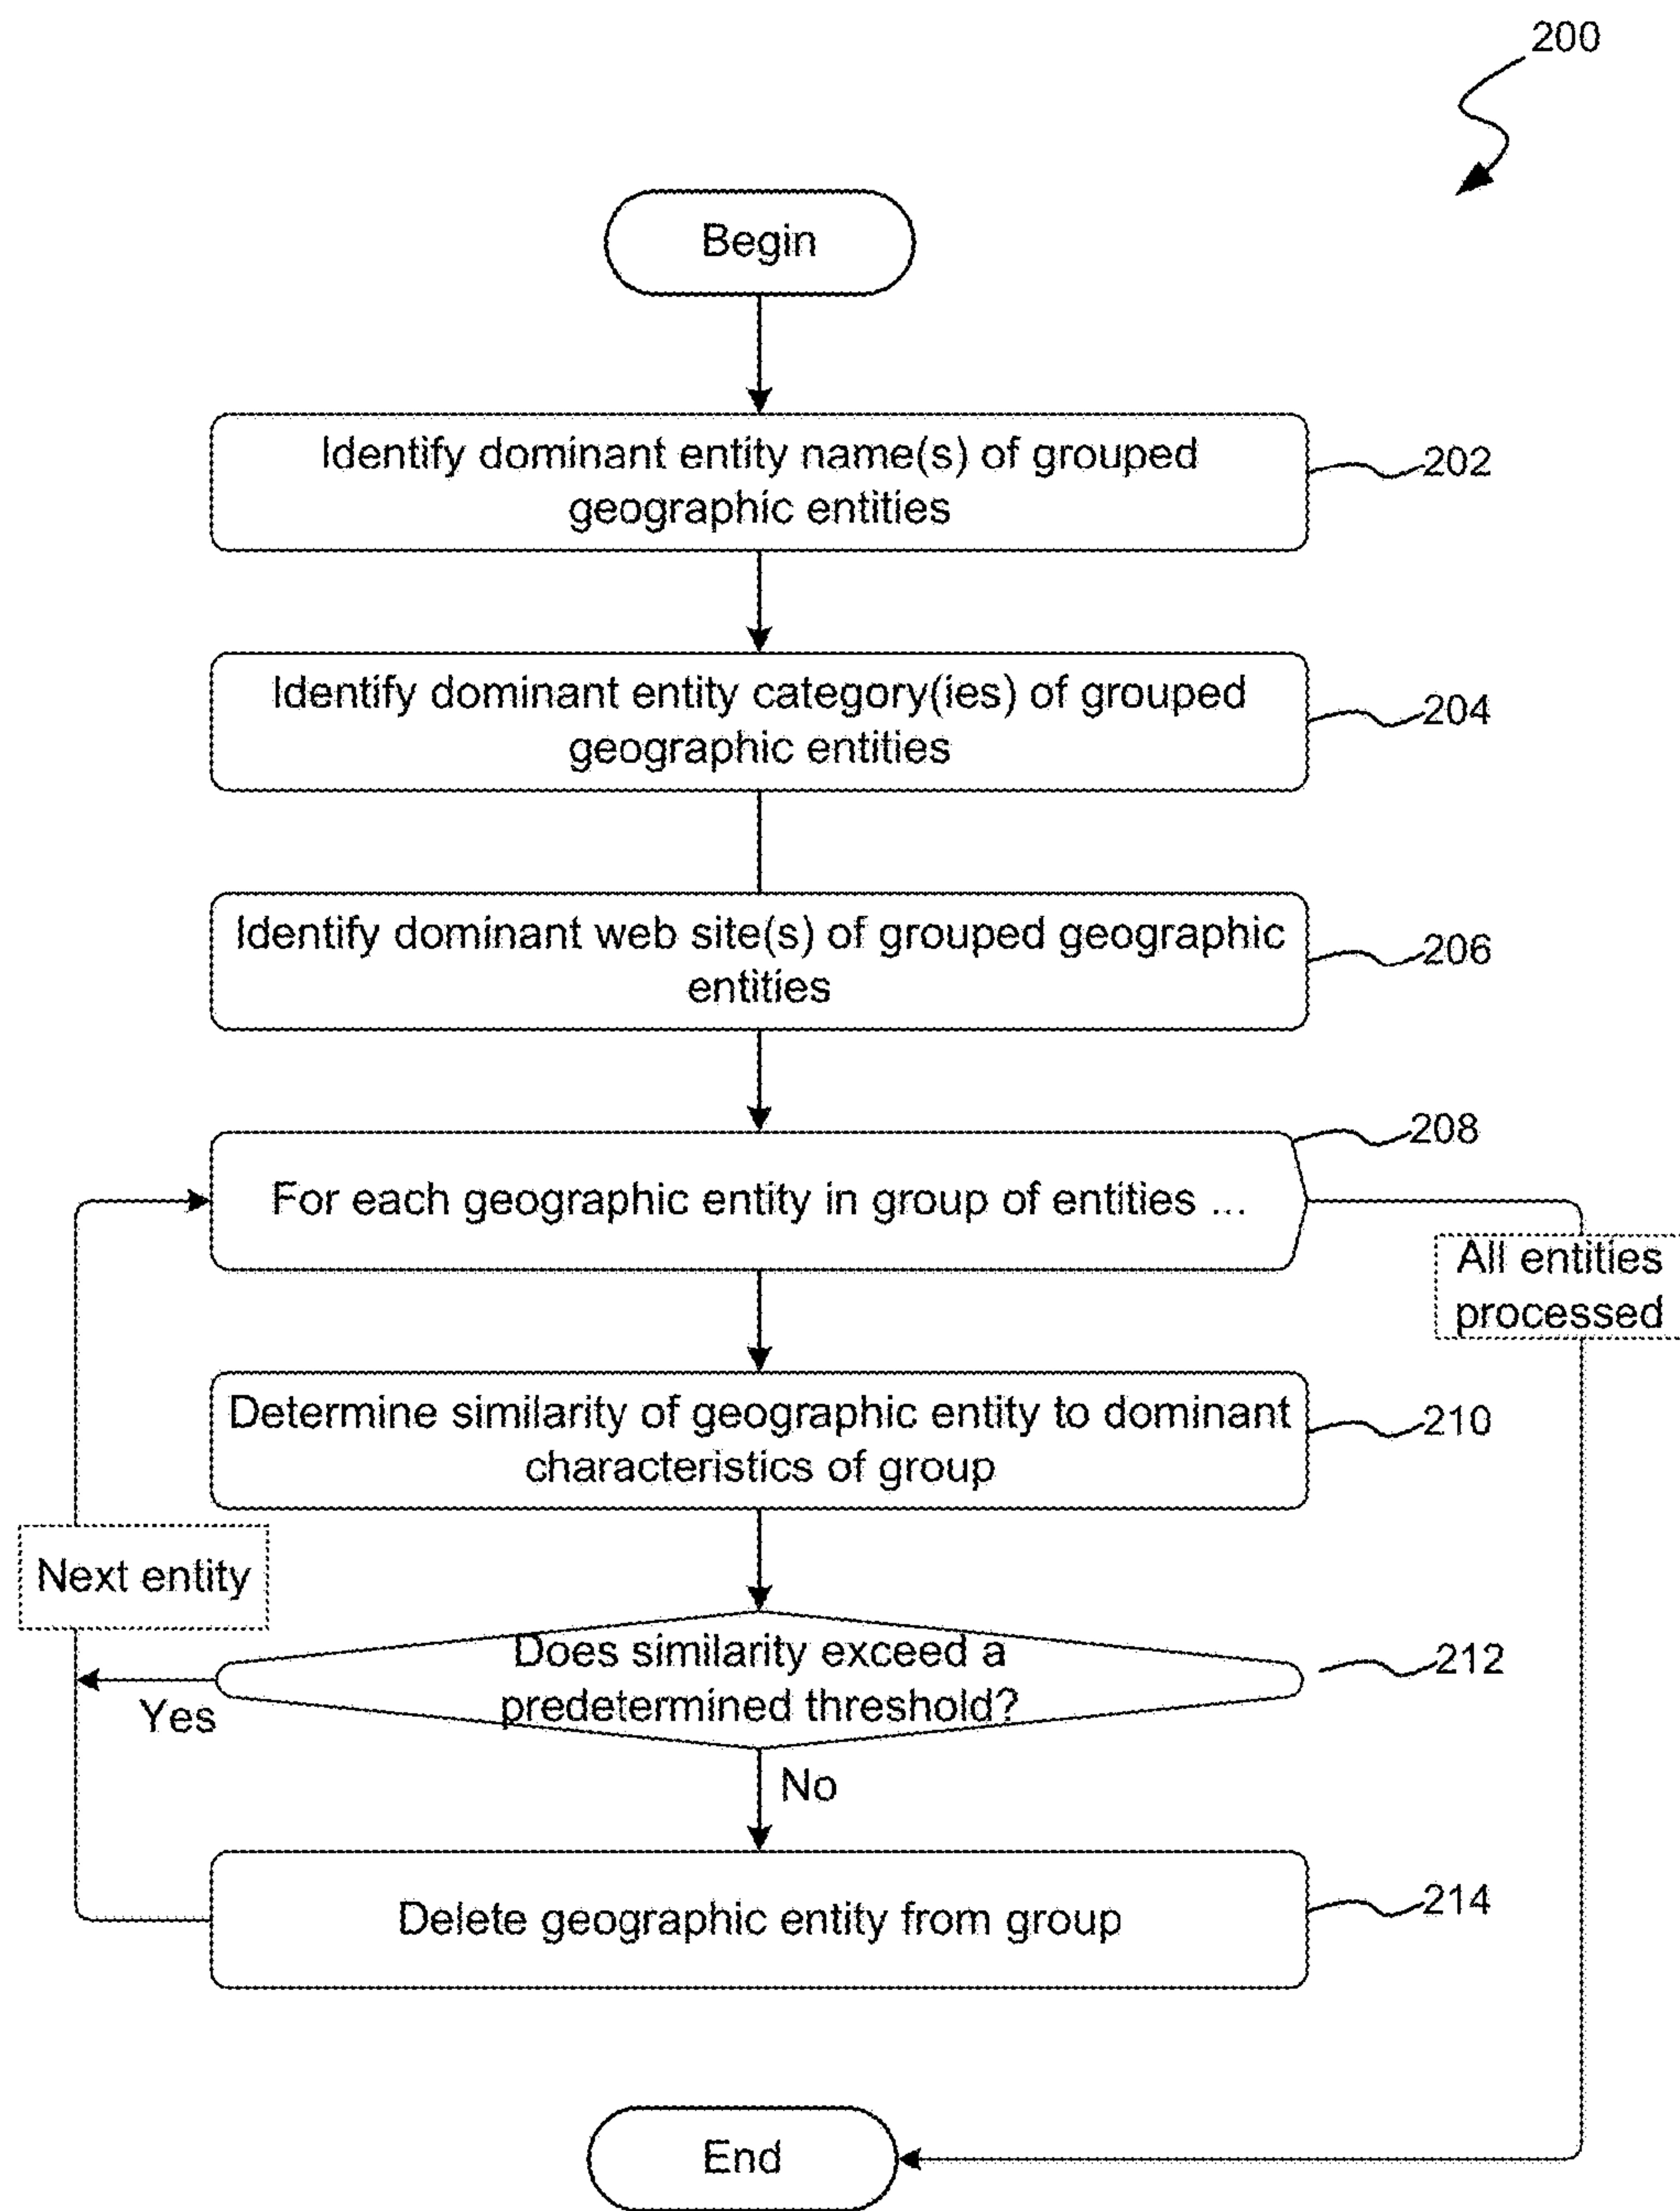 200
Begin
Identify dominant entity name(s) of grouped
geographic entities
202
Identify dominant entity category(ies) of grouped
geographic entities
204
Identify dominant web site(s) of grouped geographic
entities
206
208
For each geographic entity in group of entities ...
All entities
processed
Determine similarity of geographic entity to dominant
characteristics of group
210
Next entity
Does similarity exceed a
predetermined threshold?
212
Yes
No
Delete geographic entity from group
214
End